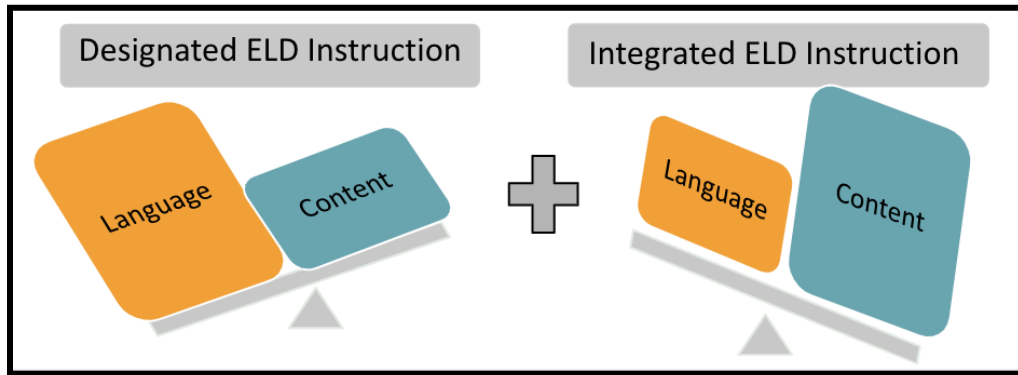 Designated ELD Instruction
Integrated ELD Instruction
Language
Content
Language
Content